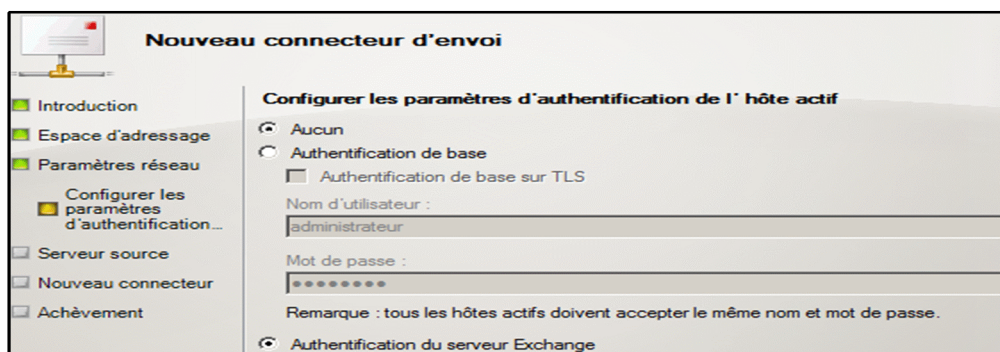 Nouveau connecteur d'envoi
Introduction
Espace d'adressage
Paramètres réseau
Configurer les
paramètres
d'authentification...
Serveur source
Nouveau connecteur
Achèvement
Configurer les paramètres d'authentification de l' hôte actif
Aucun
Authentification de base
Authentification de base sur TLS
Nom d'utilisateur :
administrateur
Mot de passe :
••••••••
Remarque : tous les hôtes actifs doivent accepter le même nom et mot de passe.
Authentification du serveur Exchange